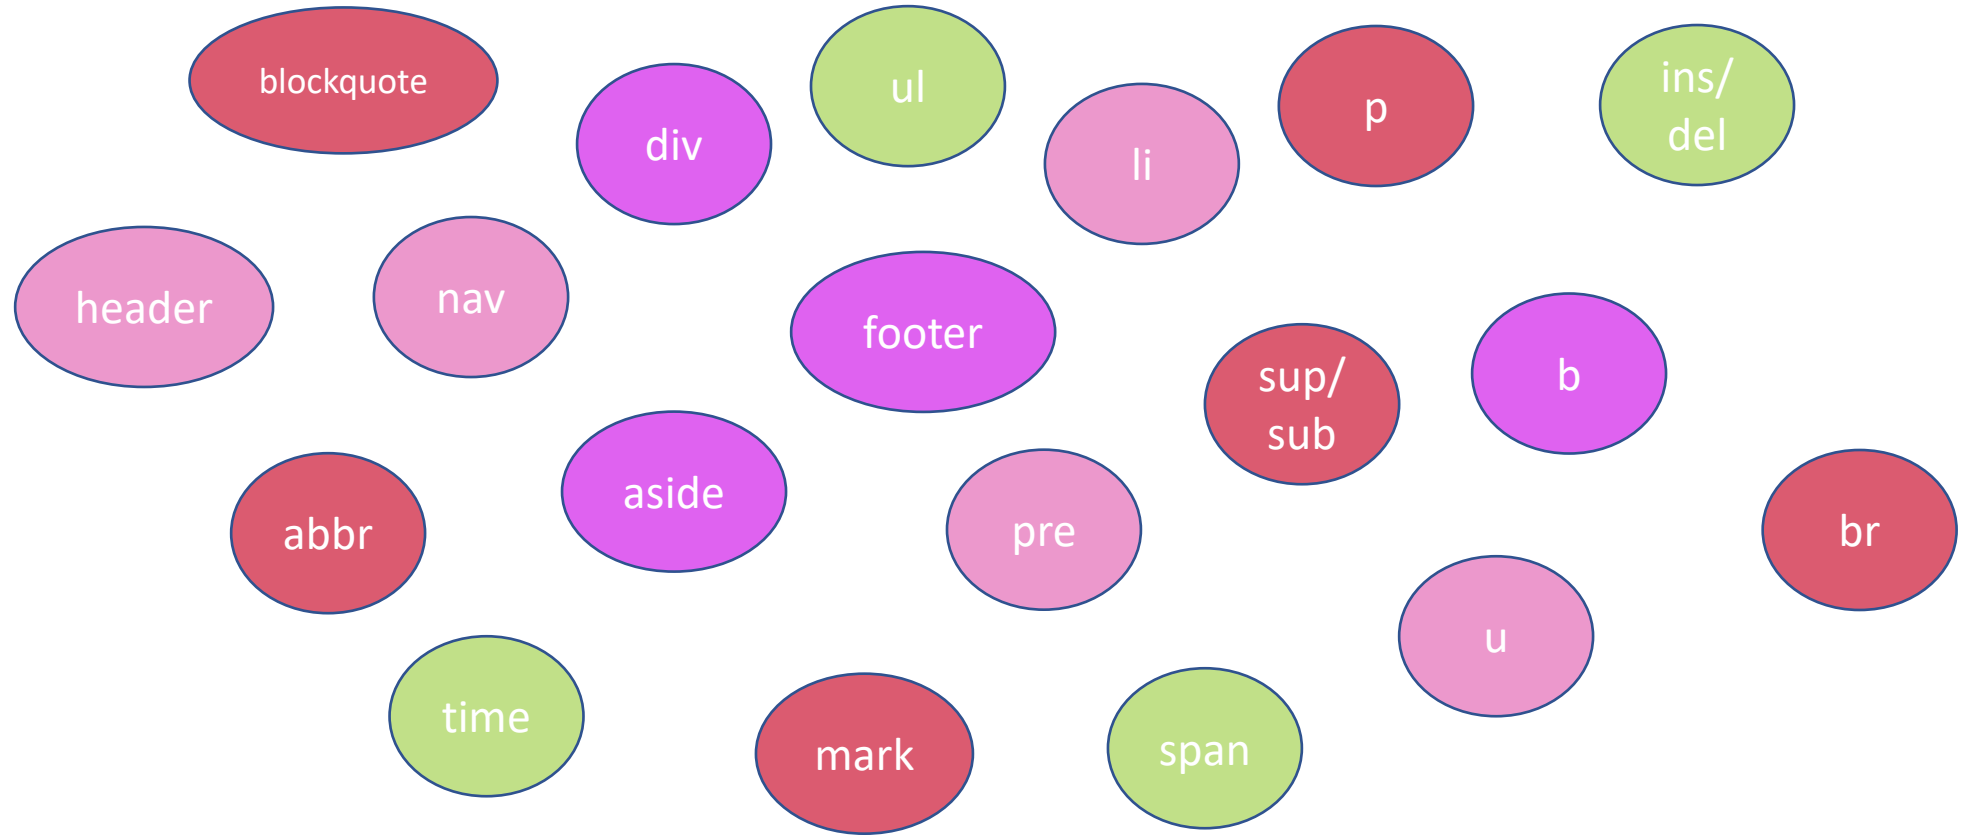 blockquote
div
ul
li
p
ins/
del
header
nav
footer
sup/
sub
b
abbr
aside
pre
br
u
time
mark
span